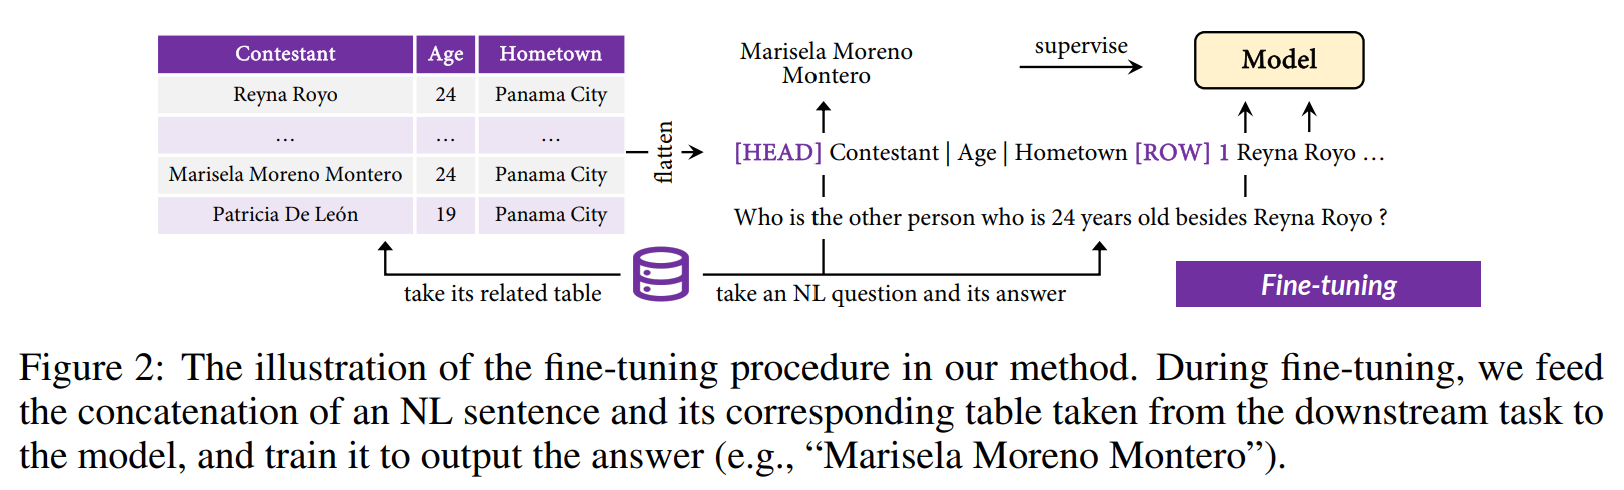 Contestant Age Hometown
Reyna Royo 24 Panama City
... ... ...
Marisela Moreno Montero 24 Panama City
Patricia De León 19 Panama City
flatten
Marisela Moreno
Montero
supervise
Model
[HEAD] Contestant | Age | Hometown [ROW] 1 Reyna Royo ...
Who is the other person who is 24 years old besides Reyna Royo ?
take its related table
take an NL question and its answer
Fine-tuning
Figure 2: The illustration of the fine-tuning procedure in our method. During fine-tuning, we feed
the concatenation of an NL sentence and its corresponding table taken from the downstream task to
the model, and train it to output the answer (e.g., “Marisela Moreno Montero”).